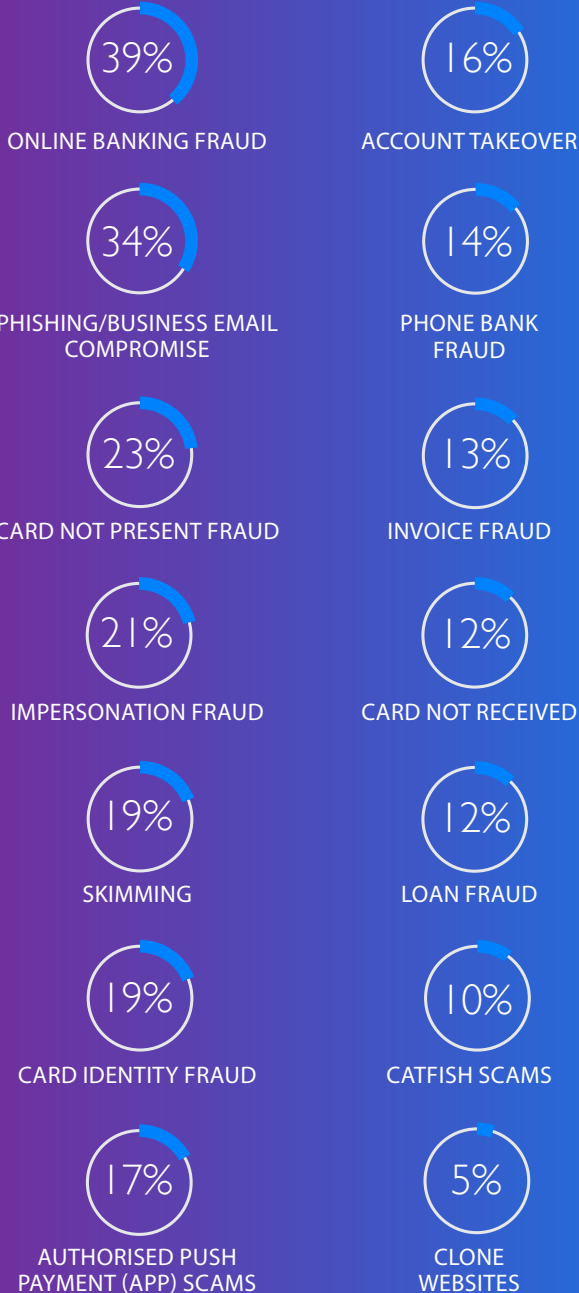 39%
ONLINE BANKING FRAUD
16%
ACCOUNT TAKEOVER
34%
PHISHING/BUSINESS EMAIL
COMPROMISE
14%
PHONE BANK
FRAUD
23%
CARD NOT PRESENT FRAUD
13%
INVOICE FRAUD
21%
IMPERSONATION FRAUD
12%
CARD NOT RECEIVED
19%
SKIMMING
12%
LOAN FRAUD
19%
CARD IDENTITY FRAUD
10%
CATFISH SCAMS
17%
AUTHORISED PUSH
PAYMENT (APP) SCAMS
5%
CLONE
WEBSITES